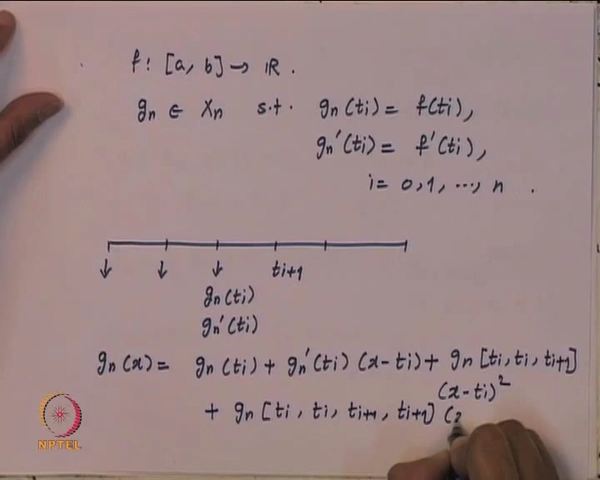 f : [a, b] → ℝ.
gn ∈ Xn s.t. gn(ti) = f(ti),
gn'(ti) = f'(ti),
i = 0, 1, ..., n .
ti+1
gn(ti)
gn'(ti)
gn(x) = gn(ti) + gn'(ti) (x-ti) + gn [ti, ti, ti+1]
(x-ti)²
+ gn [ti, ti, ti+1, ti+1] (
NPTEL